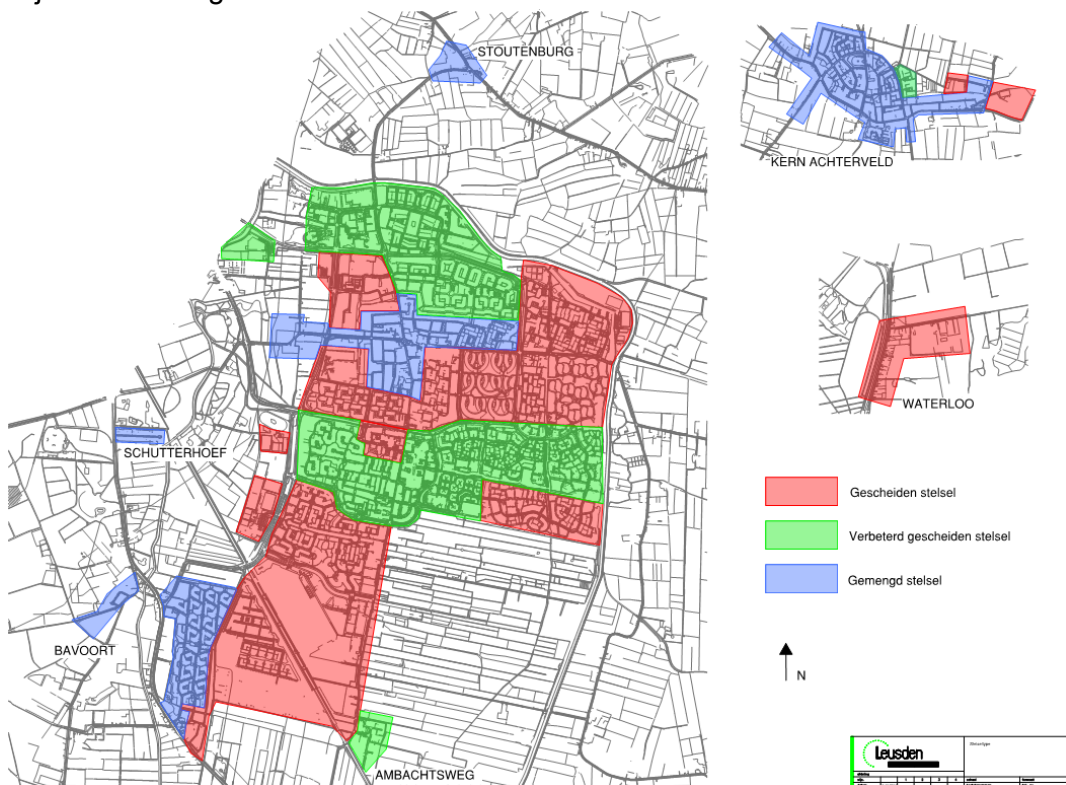 STOUTENBURG
KERN ACHTERVELD
WATERLOO
SCHUTTERHOEF
Gescheiden stelsel
Verbeterd gescheiden stelsel
Gemengd stelsel
BAVOORT
N
AMBACHTSWEG
Leusden